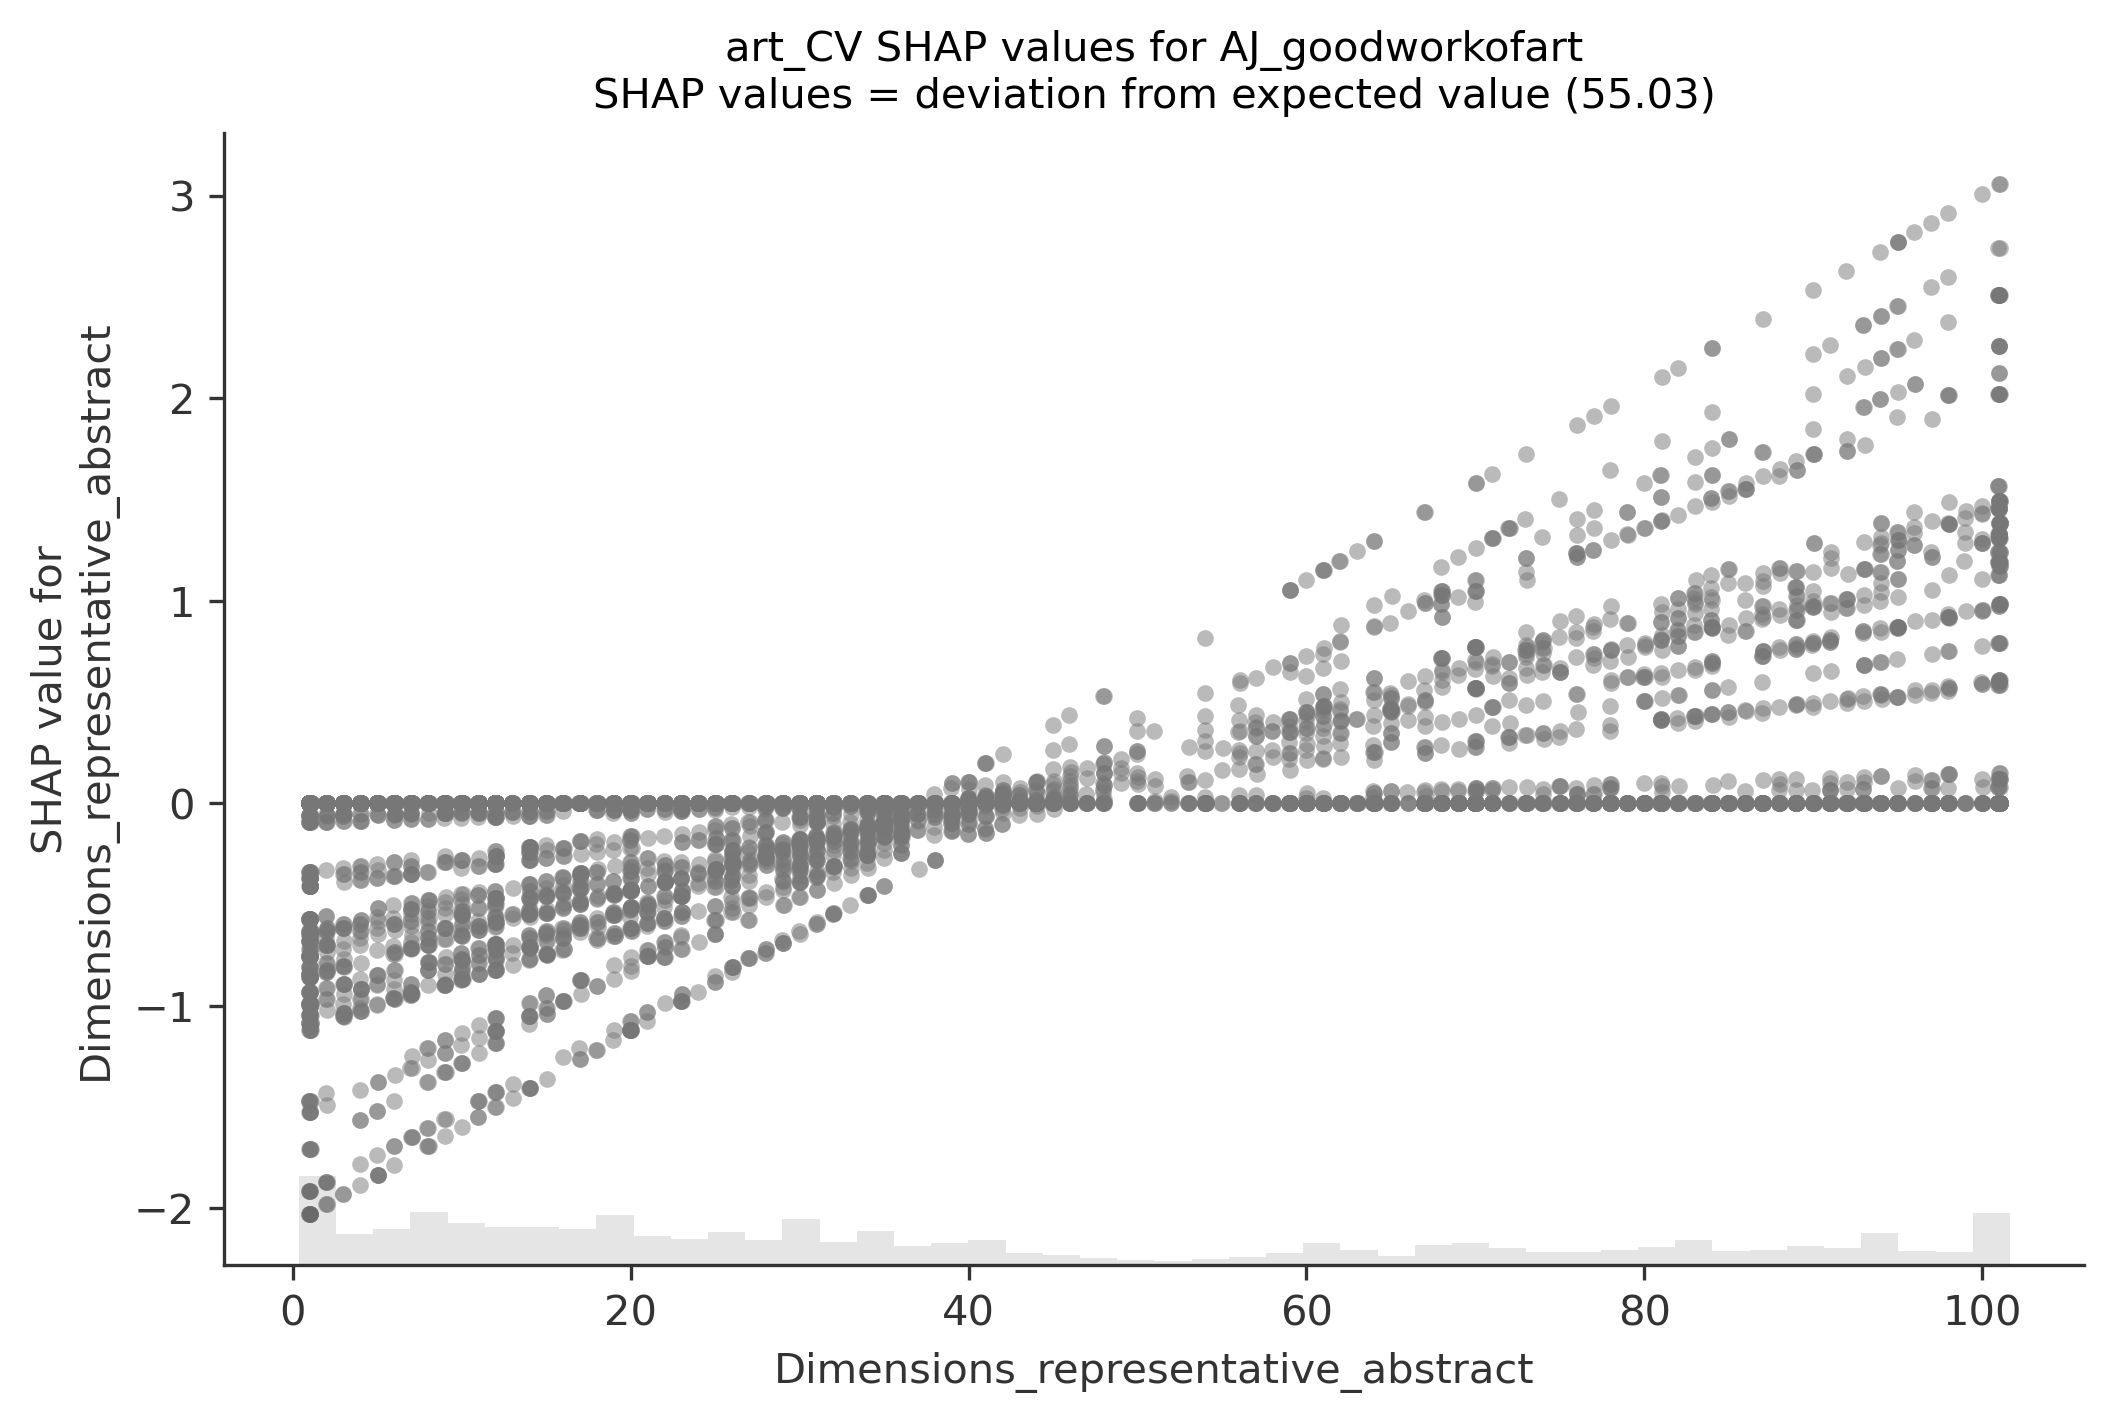 art_CV SHAP values for AJ_goodworkofart
SHAP values = deviation from expected value (55.03)
SHAP value for
Dimensions_representative_abstract
3
2
1
0
−1
−2
0
20
40
60
80
100
Dimensions_representative_abstract